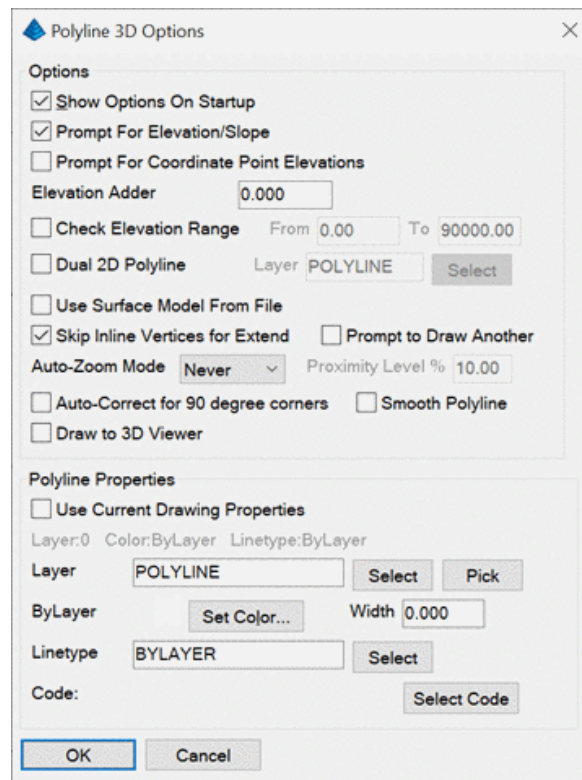 Polyline 3D Options
Options
Show Options On Startup
Prompt For Elevation/Slope
Prompt For Coordinate Point Elevations
Elevation Adder 0.000
Check Elevation Range From 0.00 To 90000.00
Dual 2D Polyline Layer POLYLINE Select
Use Surface Model From File
Skip Inline Vertices for Extend Prompt to Draw Another
Auto-Zoom Mode Never Proximity Level % 10.00
Auto-Correct for 90 degree corners Smooth Polyline
Draw to 3D Viewer
Polyline Properties
Use Current Drawing Properties
Layer:0 Color:ByLayer Linetype:ByLayer
Layer POLYLINE Select Pick
ByLayer Set Color... Width 0.000
Linetype BYLAYER Select
Code: Select Code
OK Cancel